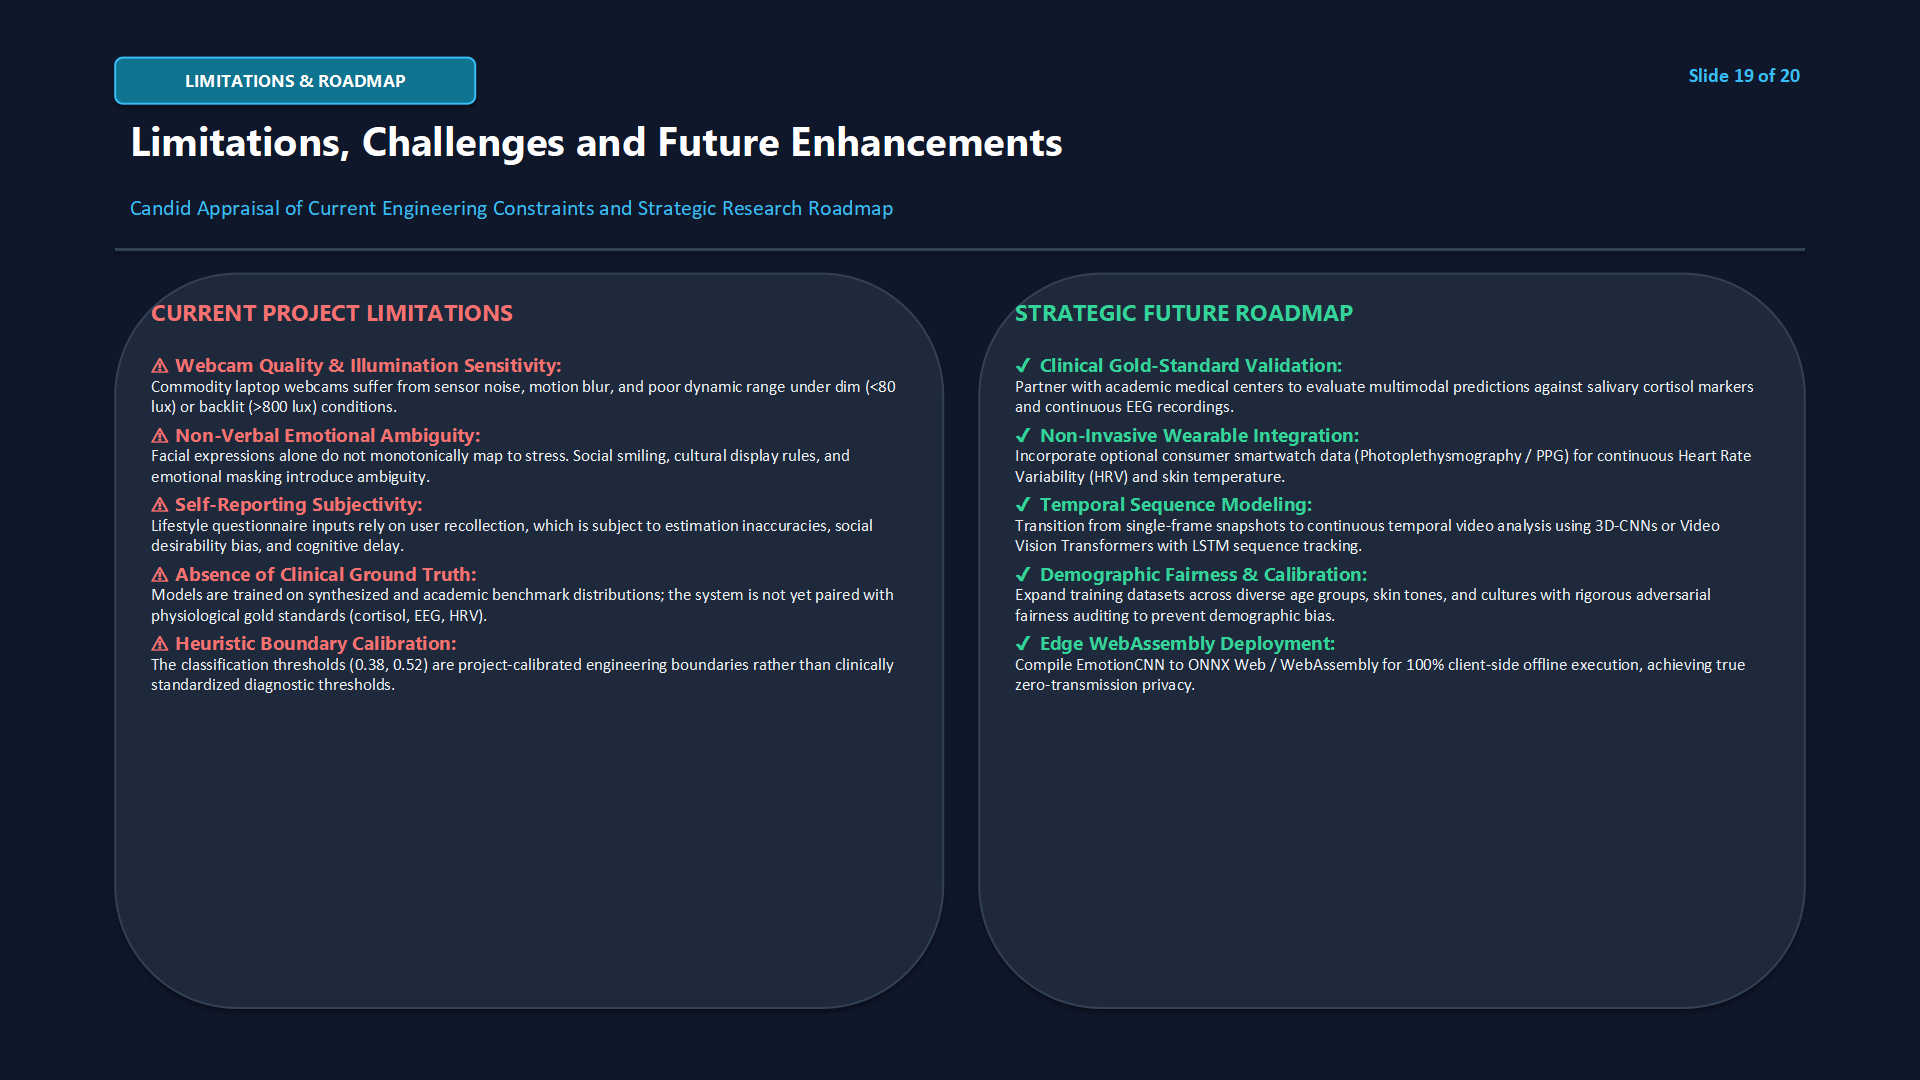 LIMITATIONS & ROADMAP
Slide 19 of 20
Limitations, Challenges and Future Enhancements
Candid Appraisal of Current Engineering Constraints and Strategic Research Roadmap
CURRENT PROJECT LIMITATIONS
⚠ Webcam Quality & Illumination Sensitivity:
Commodity laptop webcams suffer from sensor noise, motion blur, and poor dynamic range under dim (<80
lux) or backlit (>800 lux) conditions.
⚠ Non-Verbal Emotional Ambiguity:
Facial expressions alone do not monotonically map to stress. Social smiling, cultural display rules, and
emotional masking introduce ambiguity.
⚠ Self-Reporting Subjectivity:
Lifestyle questionnaire inputs rely on user recollection, which is subject to estimation inaccuracies, social
desirability bias, and cognitive delay.
⚠ Absence of Clinical Ground Truth:
Models are trained on synthesized and academic benchmark distributions; the system is not yet paired with
physiological gold standards (cortisol, EEG, HRV).
⚠ Heuristic Boundary Calibration:
The classification thresholds (0.38, 0.52) are project-calibrated engineering boundaries rather than clinically
standardized diagnostic thresholds.
STRATEGIC FUTURE ROADMAP
✓ Clinical Gold-Standard Validation:
Partner with academic medical centers to evaluate multimodal predictions against salivary cortisol markers
and continuous EEG recordings.
✓ Non-Invasive Wearable Integration:
Incorporate optional consumer smartwatch data (Photoplethysmography / PPG) for continuous Heart Rate
Variability (HRV) and skin temperature.
✓ Temporal Sequence Modeling:
Transition from single-frame snapshots to continuous temporal video analysis using 3D-CNNs or Video
Vision Transformers with LSTM sequence tracking.
✓ Demographic Fairness & Calibration:
Expand training datasets across diverse age groups, skin tones, and cultures with rigorous adversarial
fairness auditing to prevent demographic bias.
✓ Edge WebAssembly Deployment:
Compile EmotionCNN to ONNX Web / WebAssembly for 100% client-side offline execution, achieving true
zero-transmission privacy.